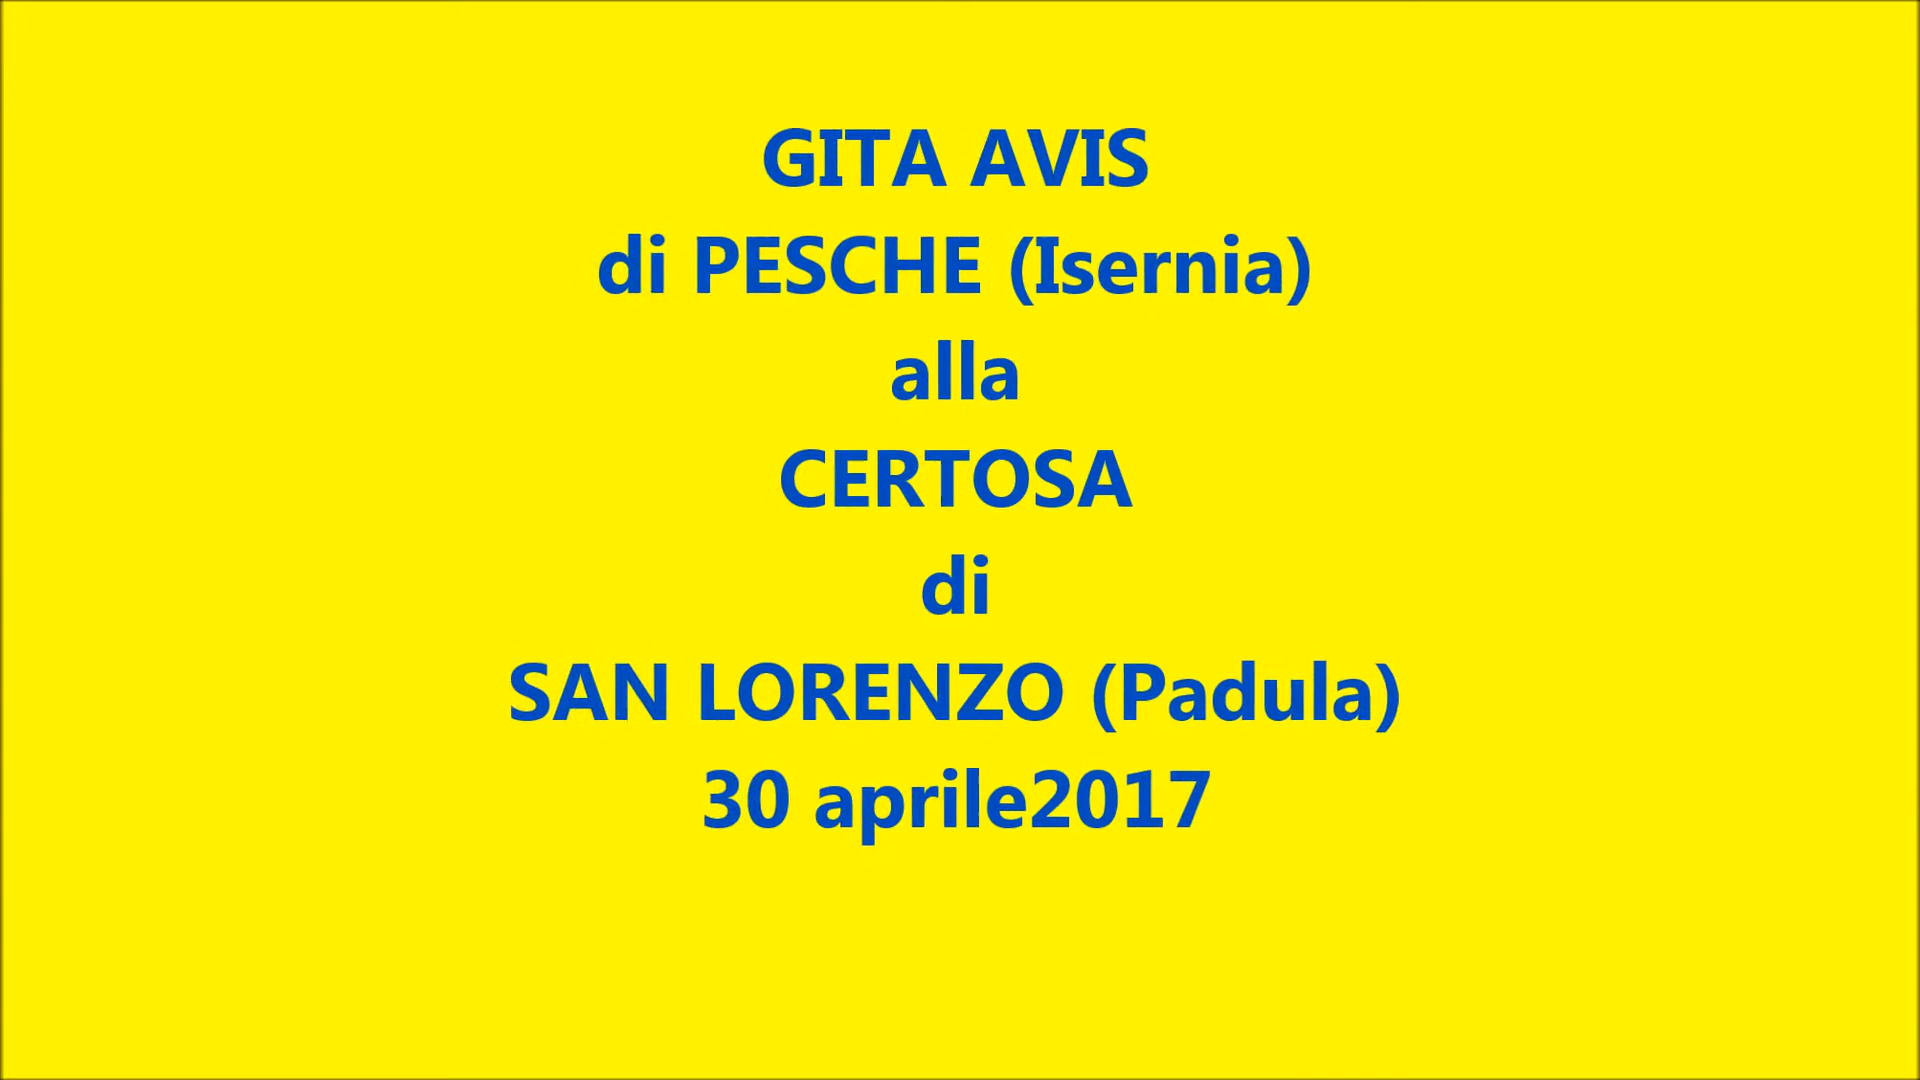 GITA AVIS
di PESCHE (Isernia)
alla
CERTOSA
di
SAN LORENZO (Padula)
30 aprile2017